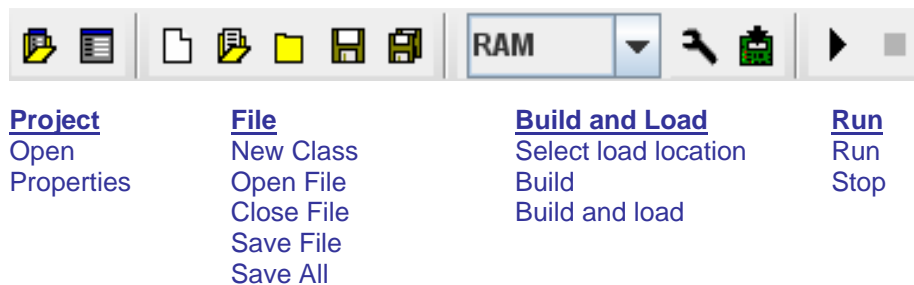 RAM
Project
Open
Properties
File
New Class
Open File
Close File
Save File
Save All
Build and Load
Select load location
Build
Build and load
Run
Run
Stop